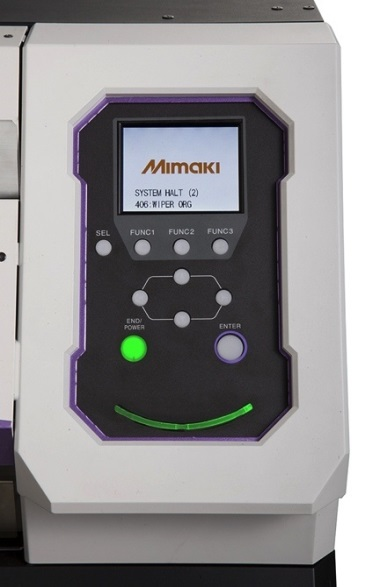 Mimaki
SYSTEM HALT (2)
406:WIPER ORG
SEL FUNC1 FUNC2 FUNC3
END/
POWER
ENTER